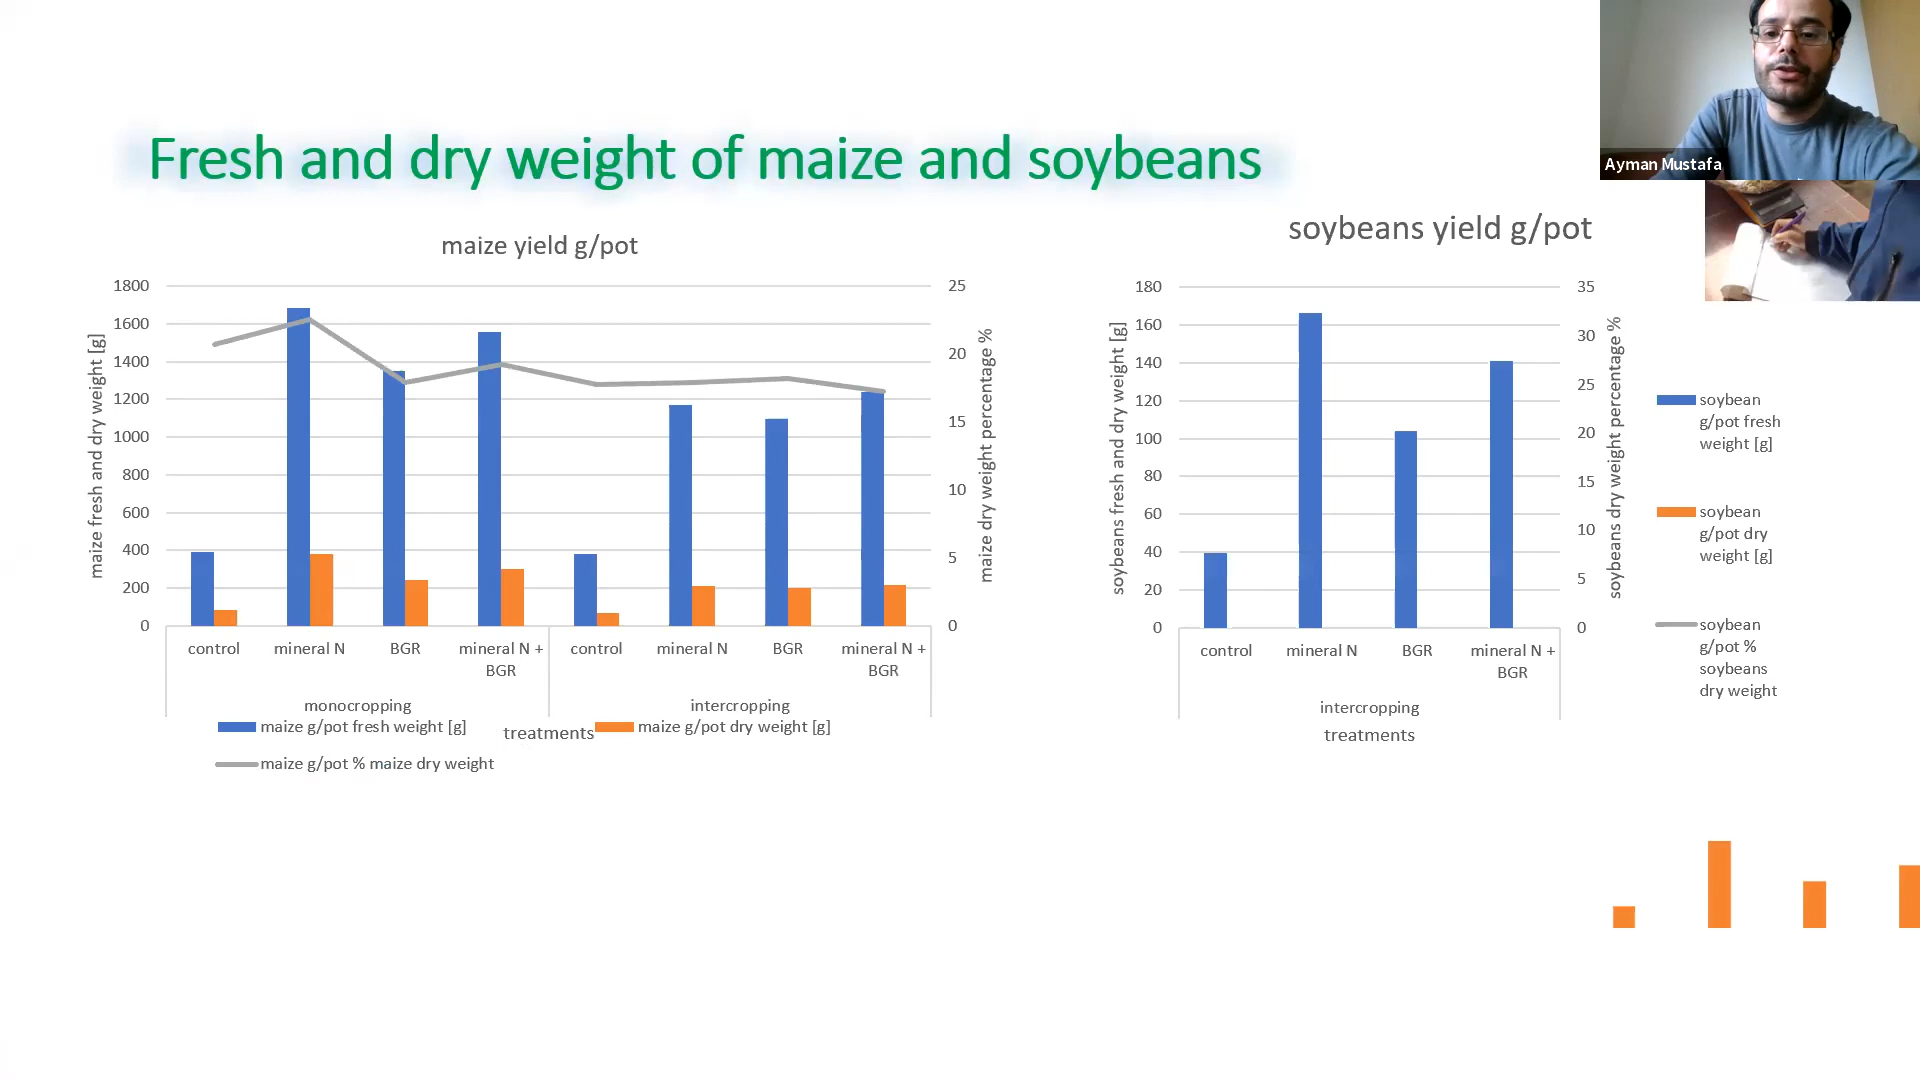 Ayman Mustafa
Fresh and dry weight of maize and soybeans
maize yield g/pot
maize fresh and dry weight [g]
1800
1600
1400
1200
1000
800
600
400
200
0
25
20
15
10
5
0
maize dry weight percentage %
control
mineral N
BGR
mineral N +
BGR
control
mineral N
BGR
mineral N +
BGR
monocropping
intercropping
treatments
maize g/pot fresh weight [g]
maize g/pot dry weight [g]
maize g/pot % maize dry weight
soybeans yield g/pot
soybeans fresh and dry weight [g]
180
160
140
120
100
80
60
40
20
0
35
30
25
20
15
10
5
0
soybeans dry weight percentage %
control
mineral N
BGR
mineral N +
BGR
intercropping
treatments
soybean
g/pot fresh
weight [g]
soybean
g/pot dry
weight [g]
soybean
g/pot %
soybeans
dry weight